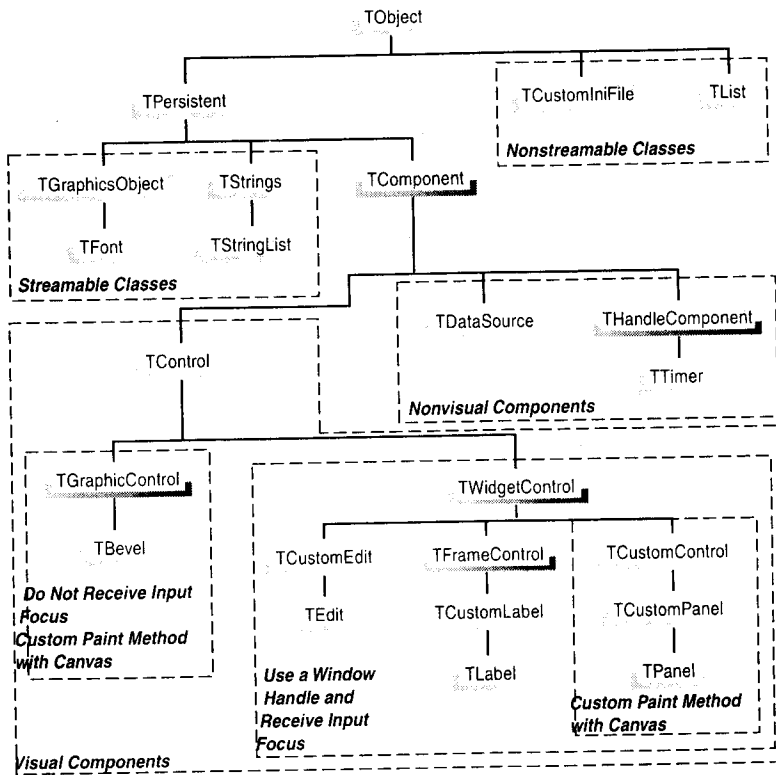 TObject
TPersistent
TCustomIniFile
TList
Nonstreamable Classes
TGraphicsObject
TStrings
TComponent
TFont
TStringList
Streamable Classes
TDataSource
THandleComponent
TControl
TTimer
Nonvisual Components
TGraphicControl
TWidgetControl
TBevel
TCustomEdit
TFrameControl
TCustomControl
Do Not Receive Input
Focus
Custom Paint Method
with Canvas
TEdit
TCustomLabel
TCustomPanel
Use a Window
Handle and
Receive Input
Focus
TLabel
TPanel
Custom Paint Method
with Canvas
Visual Components